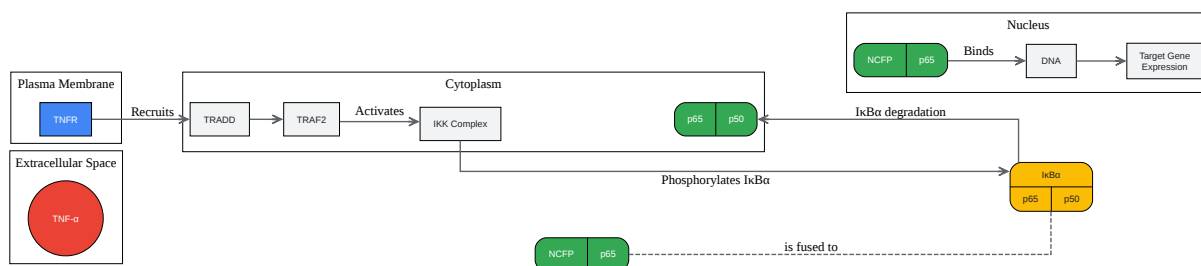 Nucleus
NCFP
p65
Binds
DNA
Target Gene
Expression
Plasma Membrane
TNFR
Recruits
Cytoplasm
TRADD
TRAF2
Activates
IKK Complex
p65
p50
IκBα degradation
Extracellular Space
TNF-α
Phosphorylates IκBα
IκBα
p65
p50
NCFP
p65
is fused to